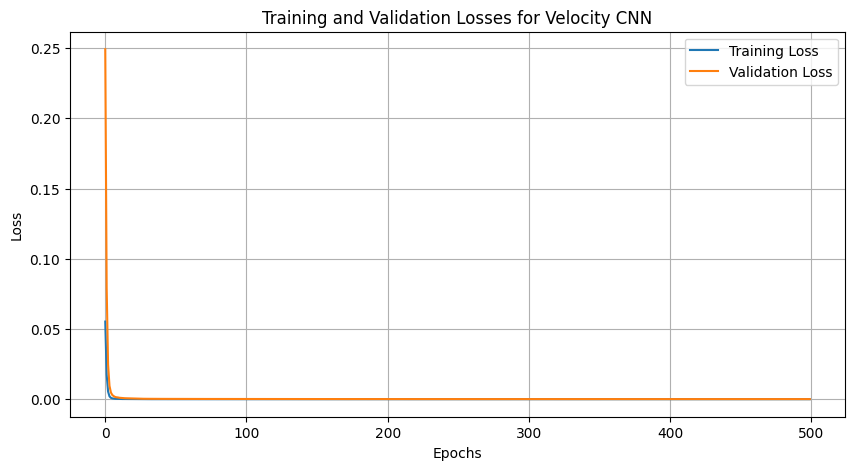 Training and Validation Losses for Velocity CNN
Training Loss
Validation Loss
0.25
0.20
0.15
0.10
0.05
0.00
Loss
0 100 200 300 400 500
Epochs